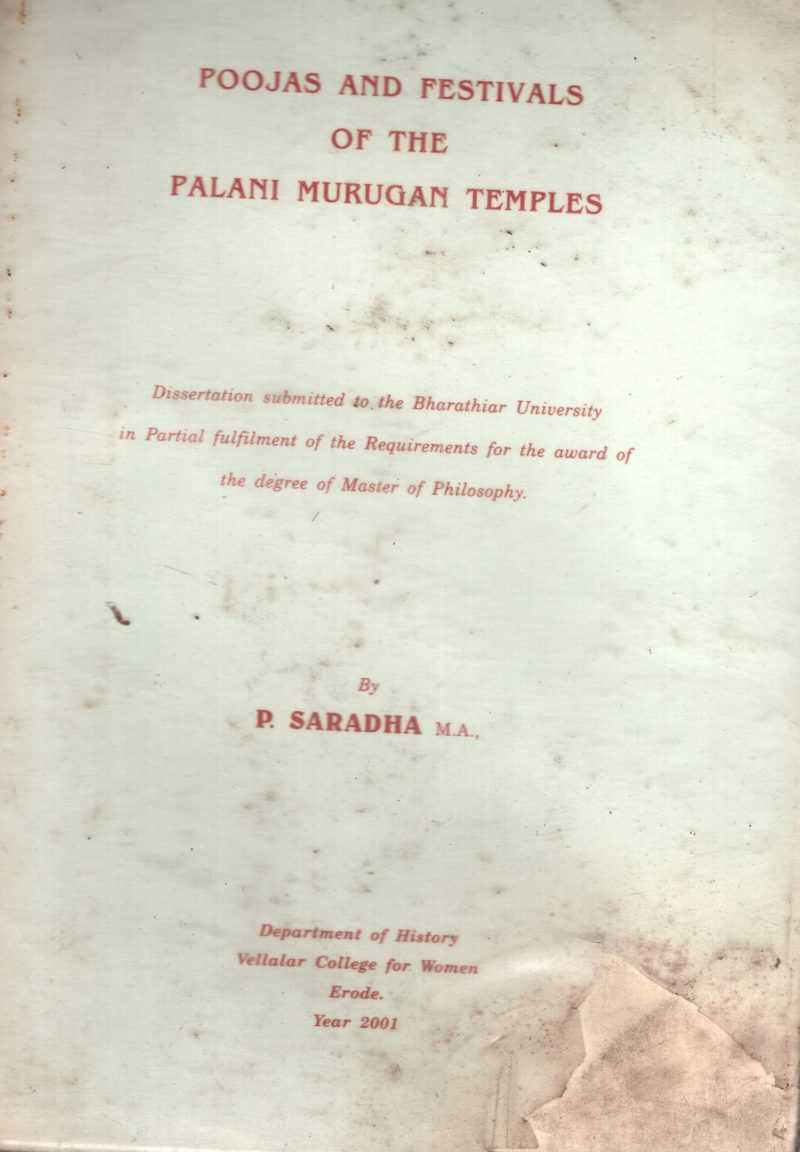 POOJAS AND FESTIVALS
OF THE
PALANI MURUGAN TEMPLES
Dissertation submitted to the Bharathiar University
in Partial fulfilment of the Requirements for the award of
the degree of Master of Philosophy.
By
P. SARADHA M.A.,
Department of History
Vellalar College for Women
Erode.
Year 2001